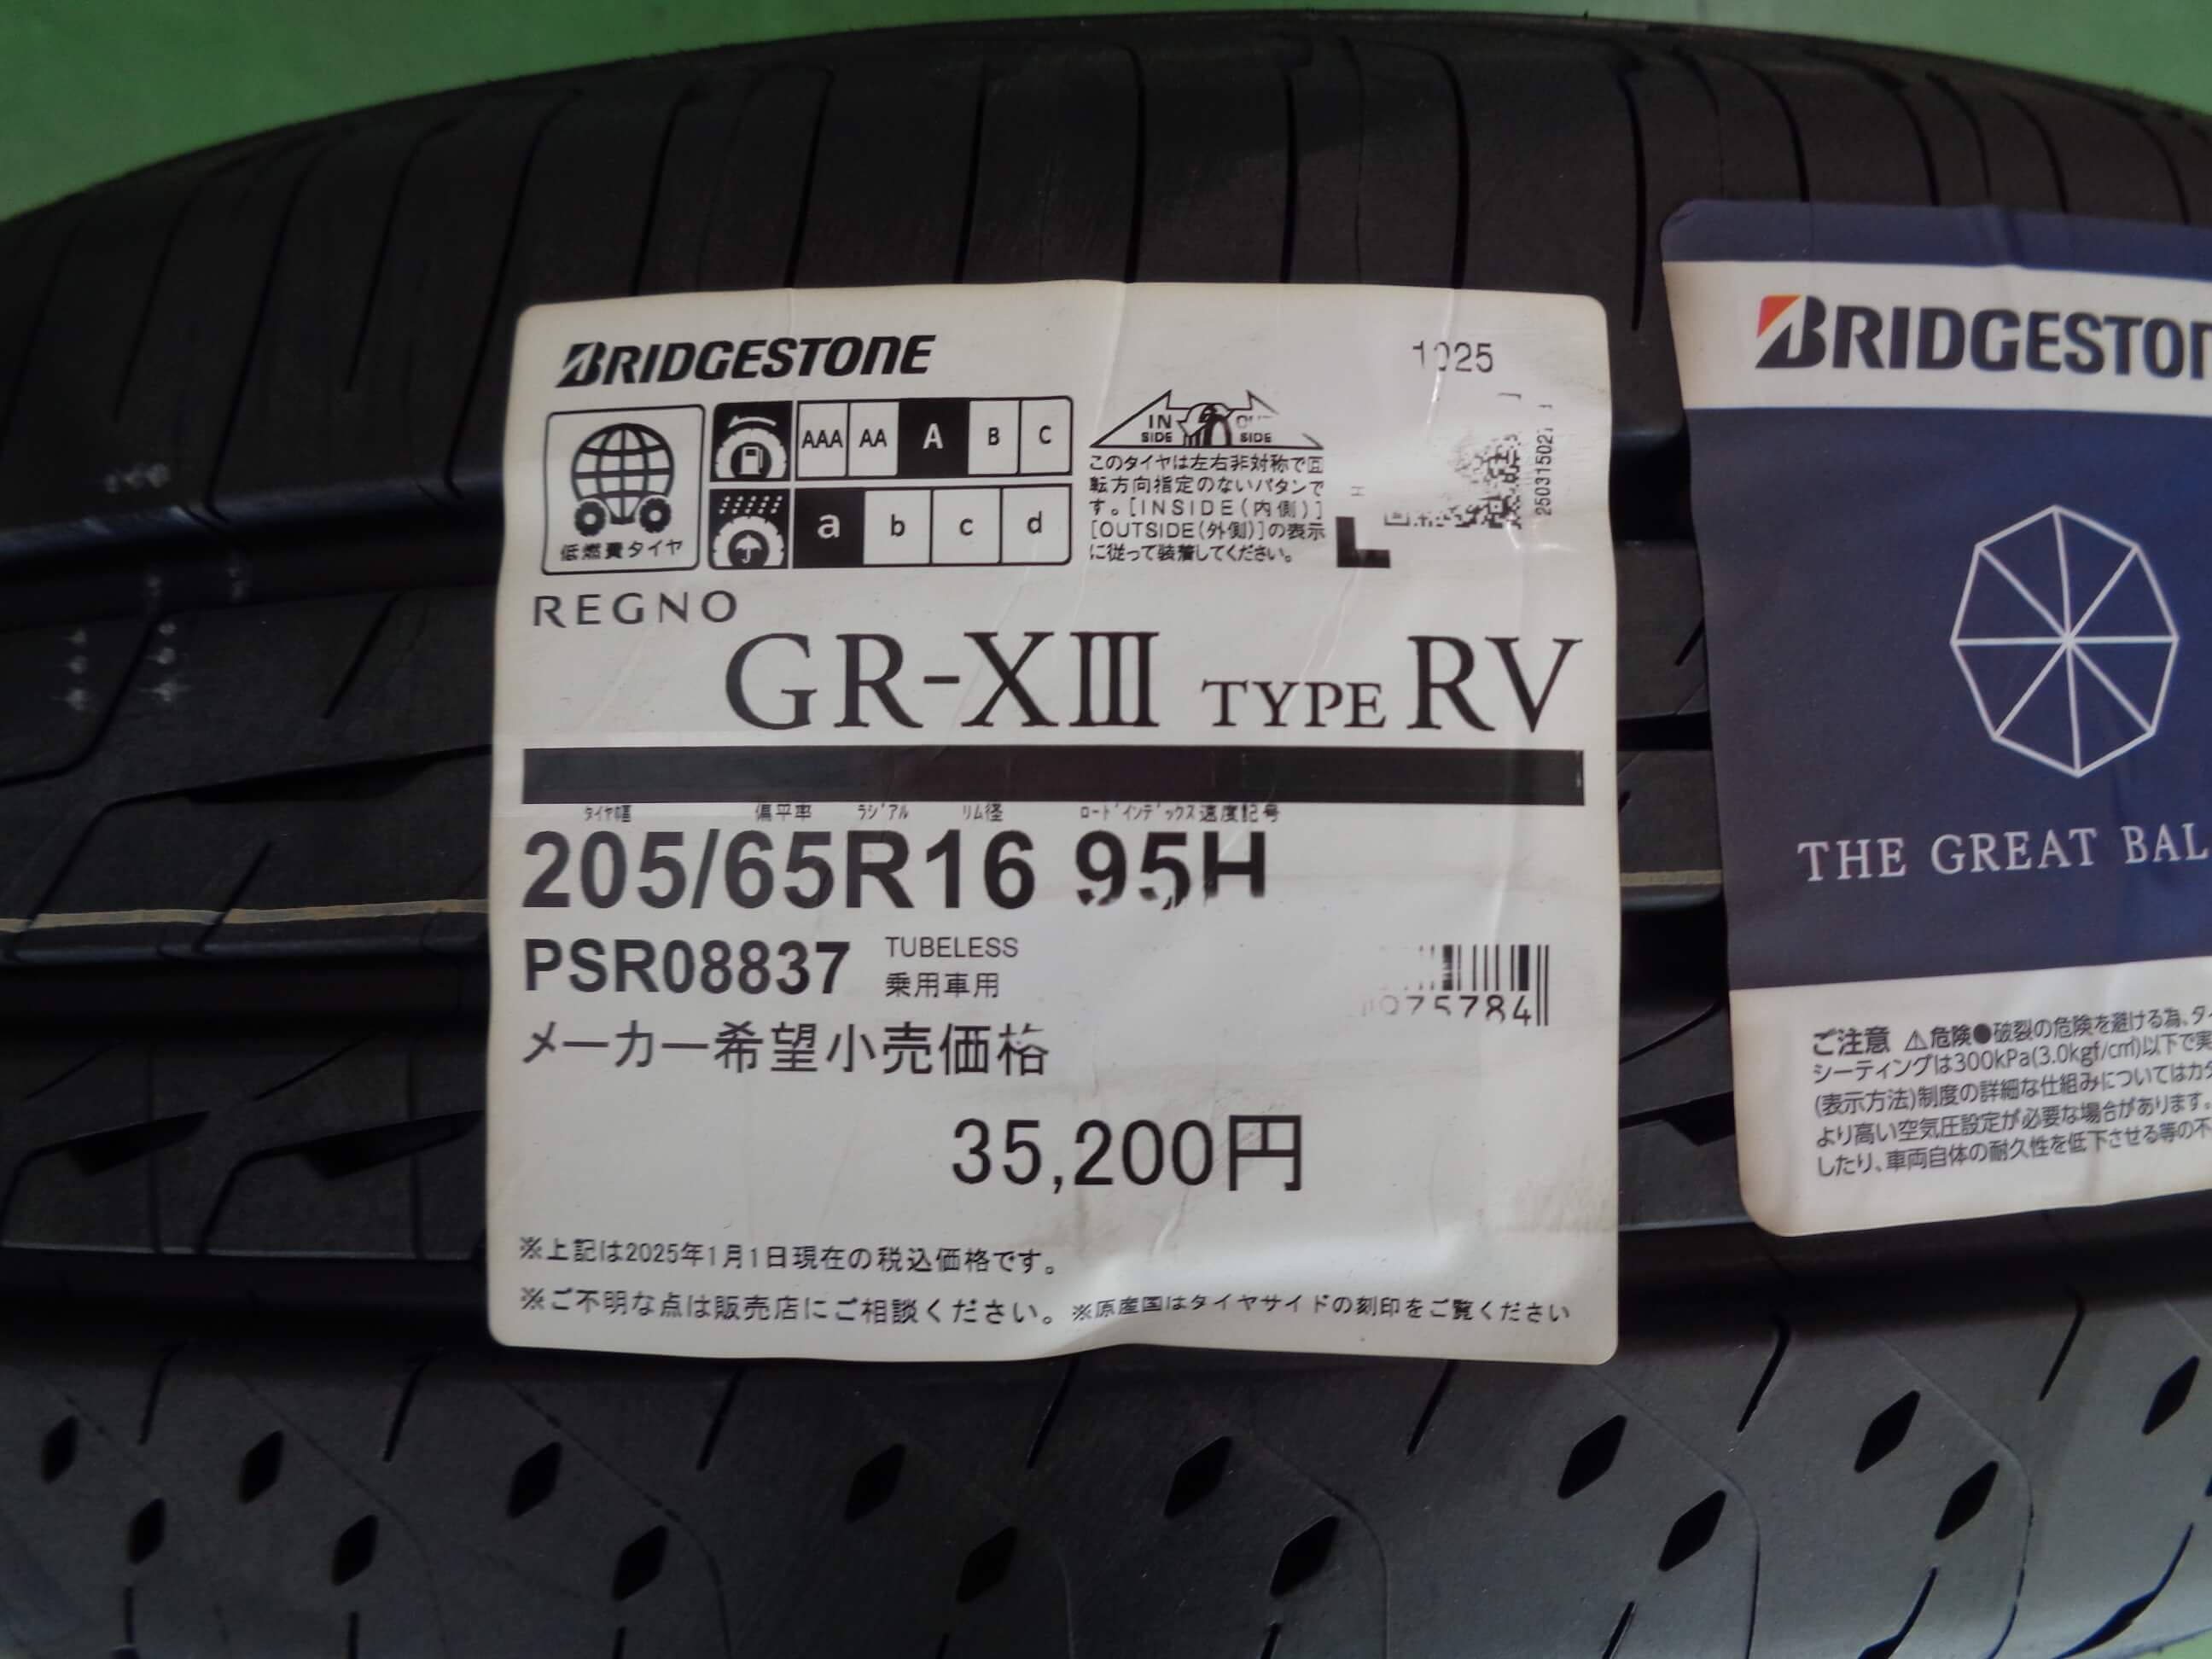 BRIDGESTONE
1025
AAA AA A B C
a b c d
低燃費タイヤ
IN SIDE
SIDE
このタイヤは左右非対称で回
転方向指定のないパタンで
す。[INSIDE(内側)]
[OUTSIDE(外側)]の表示
に従って装着してください。
L
REGNO
GR-XⅢ TYPE RV
タイヤ幅 偏平率 ラジアル リム径 ロードインデックス 速度記号
205/65R16 95H
PSR08837 TUBELESS
乗用車用
975784
メーカー希望小売価格
35,200円
※上記は2025年1月1日現在の税込価格です。
※ご不明な点は販売店にご相談ください。※原産国はタイヤサイドの刻印をご覧ください
BRIDGESTON
THE GREAT BAL
ご注意 ⚠危険●破裂の危険を避ける為、タ
シーティングは300kPa(3.0kgf/cm²)以下で実
(表示方法)制度の詳細な仕組みについてはカタ
より高い空気圧設定が必要な場合があります。
したり、車両自体の耐久性を低下させる等の不